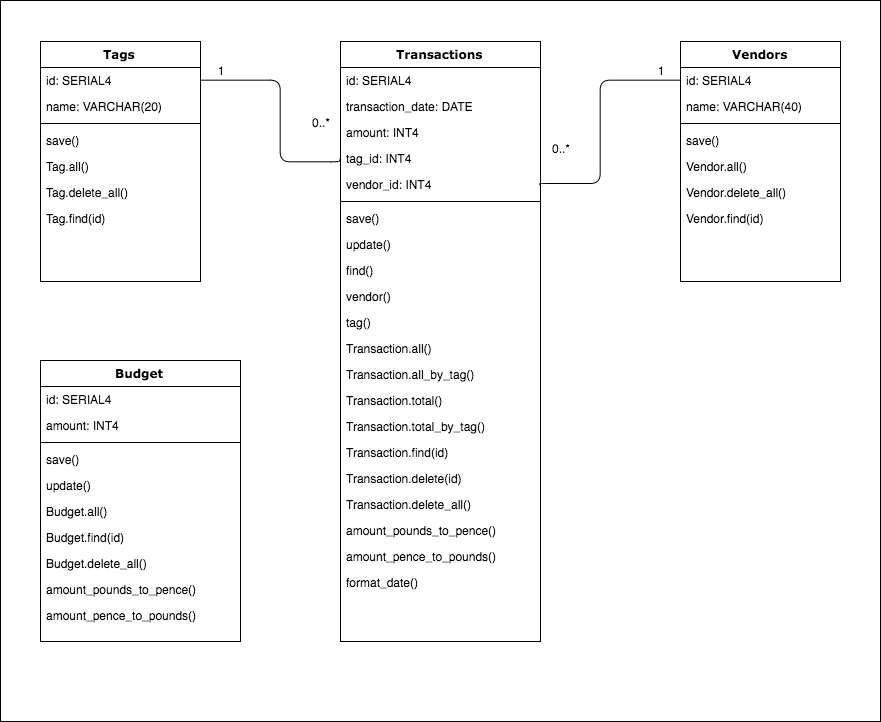 Tags
id: SERIAL4
name: VARCHAR(20)
save()
Tag.all()
Tag.delete_all()
Tag.find(id)
1
0..*
Transactions
id: SERIAL4
transaction_date: DATE
amount: INT4
tag_id: INT4
vendor_id: INT4
save()
update()
find()
vendor()
tag()
Transaction.all()
Transaction.all_by_tag()
Transaction.total()
Transaction.total_by_tag()
Transaction.find(id)
Transaction.delete(id)
Transaction.delete_all()
amount_pounds_to_pence()
amount_pence_to_pounds()
format_date()
1
0..*
Vendors
id: SERIAL4
name: VARCHAR(40)
save()
Vendor.all()
Vendor.delete_all()
Vendor.find(id)
Budget
id: SERIAL4
amount: INT4
save()
update()
Budget.all()
Budget.find(id)
Budget.delete_all()
amount_pounds_to_pence()
amount_pence_to_pounds()